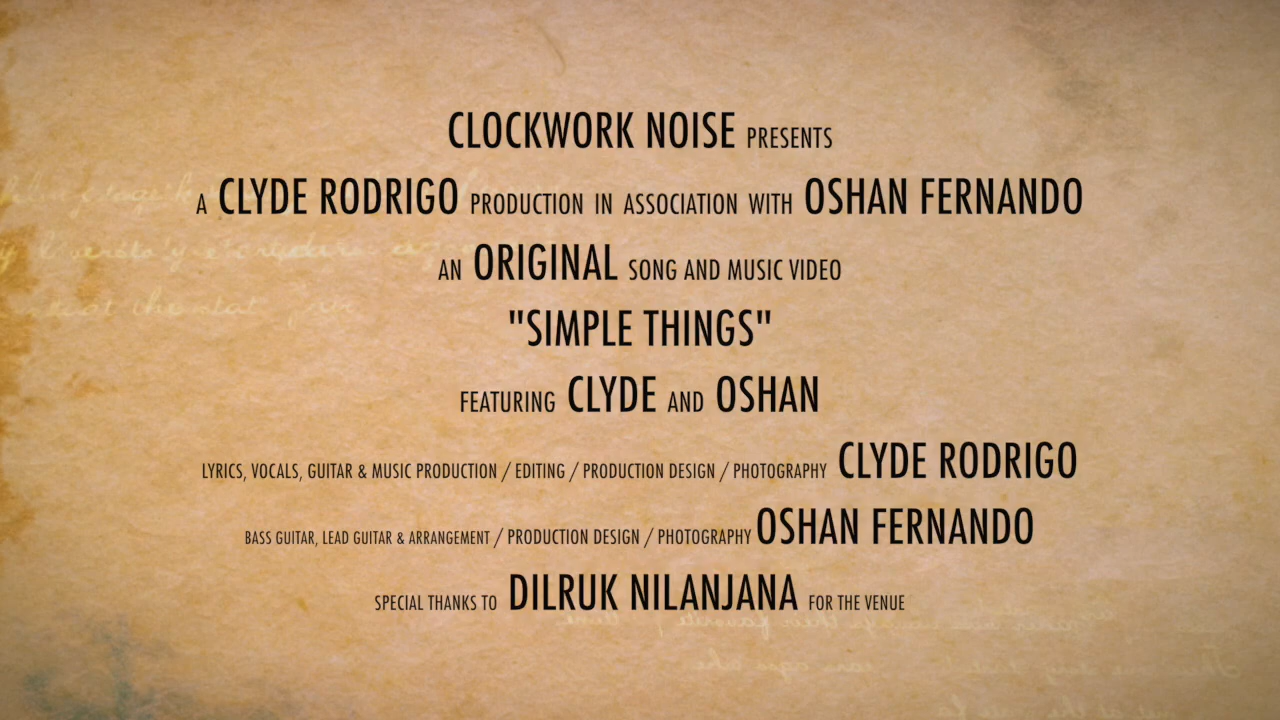 CLOCKWORK NOISE PRESENTS
A CLYDE RODRIGO PRODUCTION IN ASSOCIATION WITH OSHAN FERNANDO
AN ORIGINAL SONG AND MUSIC VIDEO
"SIMPLE THINGS"
FEATURING CLYDE AND OSHAN
LYRICS, VOCALS, GUITAR & MUSIC PRODUCTION / EDITING / PRODUCTION DESIGN / PHOTOGRAPHY CLYDE RODRIGO
BASS GUITAR, LEAD GUITAR & ARRANGEMENT / PRODUCTION DESIGN / PHOTOGRAPHY OSHAN FERNANDO
SPECIAL THANKS TO DILRUK NILANJANA FOR THE VENUE